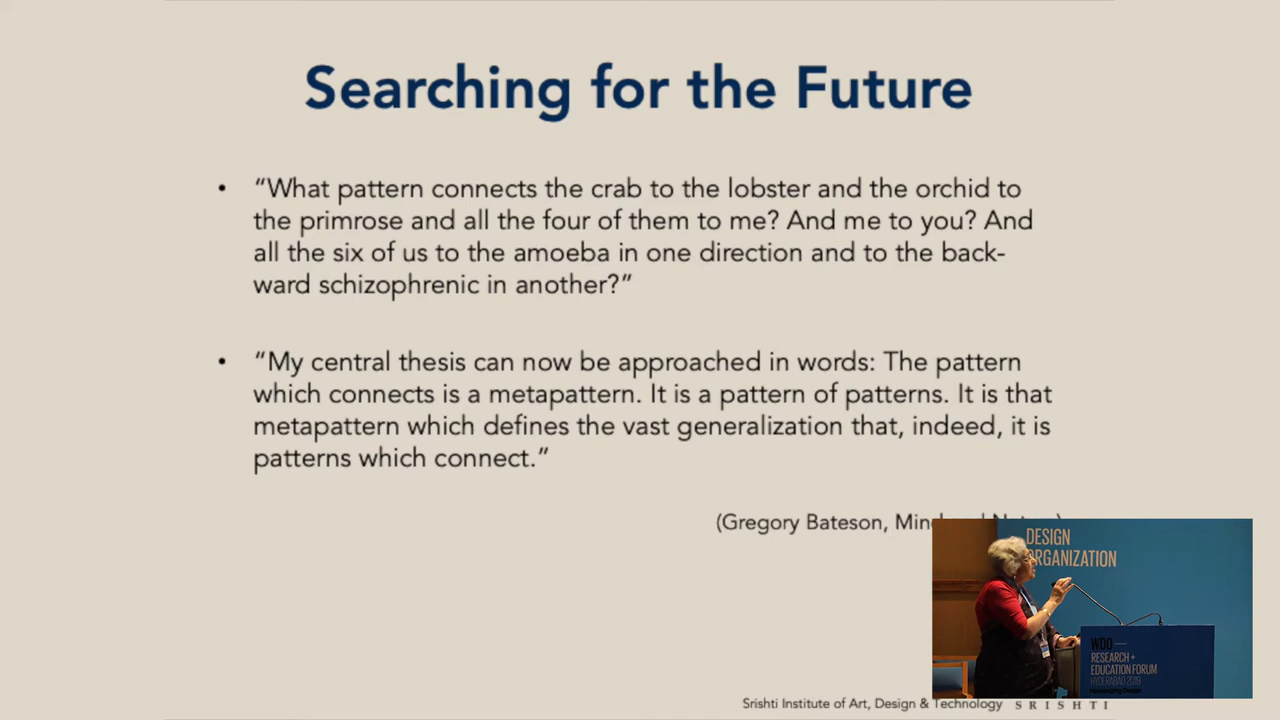 Searching for the Future
• “What pattern connects the crab to the lobster and the orchid to
the primrose and all the four of them to me? And me to you? And
all the six of us to the amoeba in one direction and to the back-
ward schizophrenic in another?”
• “My central thesis can now be approached in words: The pattern
which connects is a metapattern. It is a pattern of patterns. It is that
metapattern which defines the vast generalization that, indeed, it is
patterns which connect.”
(Gregory Bateson,
DESIGN
ORGANIZATION
WDO
RESEARCH +
EDUCATION FORUM
HYDERABAD 2019
Humanizing Design
Srishti Institute of Art, Design & Technology SRISHTI